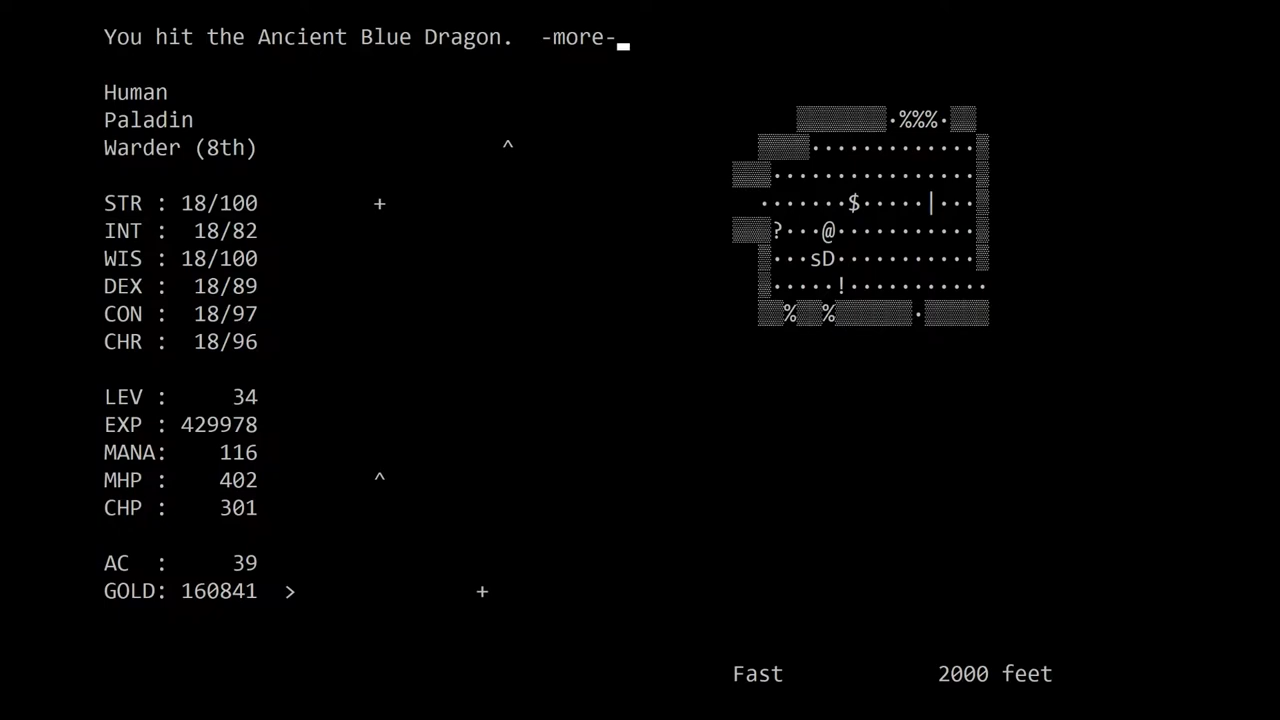 You hit the Ancient Blue Dragon.  -more-
Human
Paladin
▒▒▒▒▒▒▒·%%%·▒▒
Warder (8th) ^ ▒▒▒▒·············▒
▒▒▒················▒
STR : 18/100 + ·······$·····|···▒
INT : 18/82 ▒▒▒?···@···········▒
WIS : 18/100 ▒···sD···········▒
DEX : 18/89 ▒·····!···········
CON : 18/97 ▒▒%▒▒%▒▒▒▒▒▒·▒▒▒▒▒
CHR : 18/96
LEV : 34
EXP : 429978
MANA: 116
MHP : 402 ^
CHP : 301
AC  : 39
GOLD: 160841 > +
Fast 2000 feet